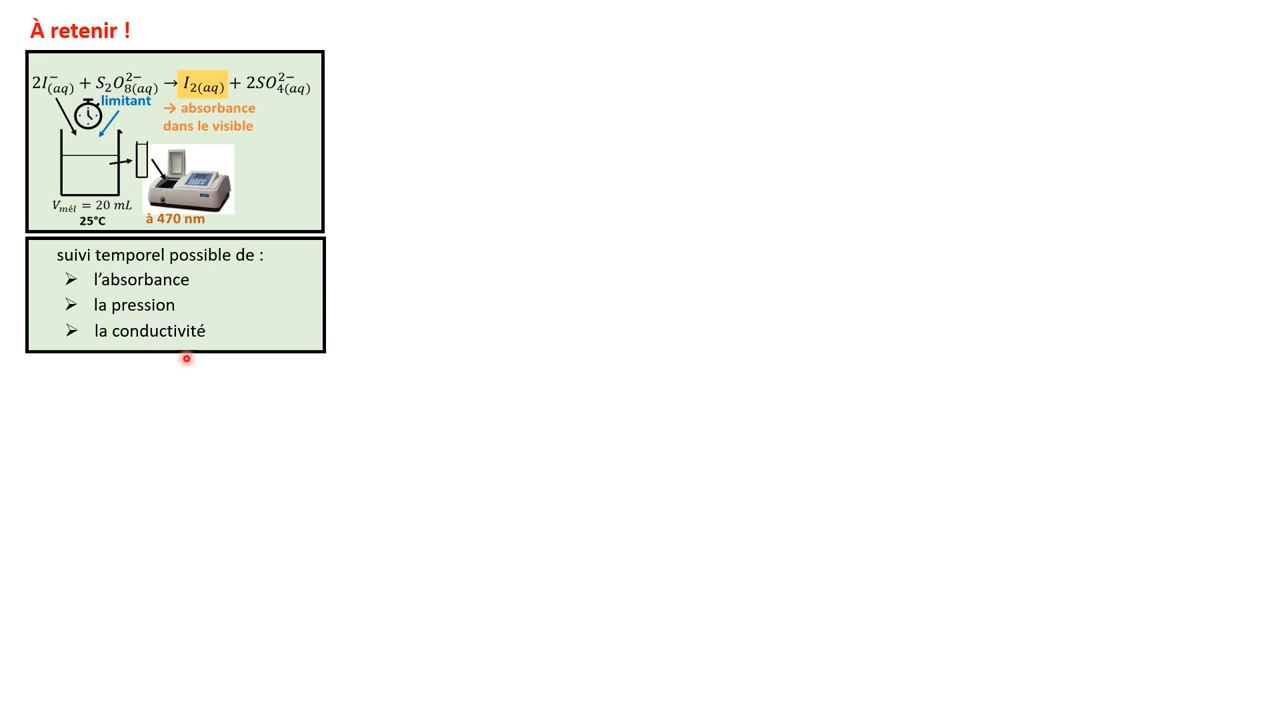 À retenir !
2I⁻(aq) + S₂O₈²⁻(aq) → I₂(aq) + 2SO₄²⁻(aq)
limitant
→ absorbance
dans le visible
Vmél = 20 mL
25°C
à 470 nm
suivi temporel possible de :
➢ l’absorbance
➢ la pression
➢ la conductivité